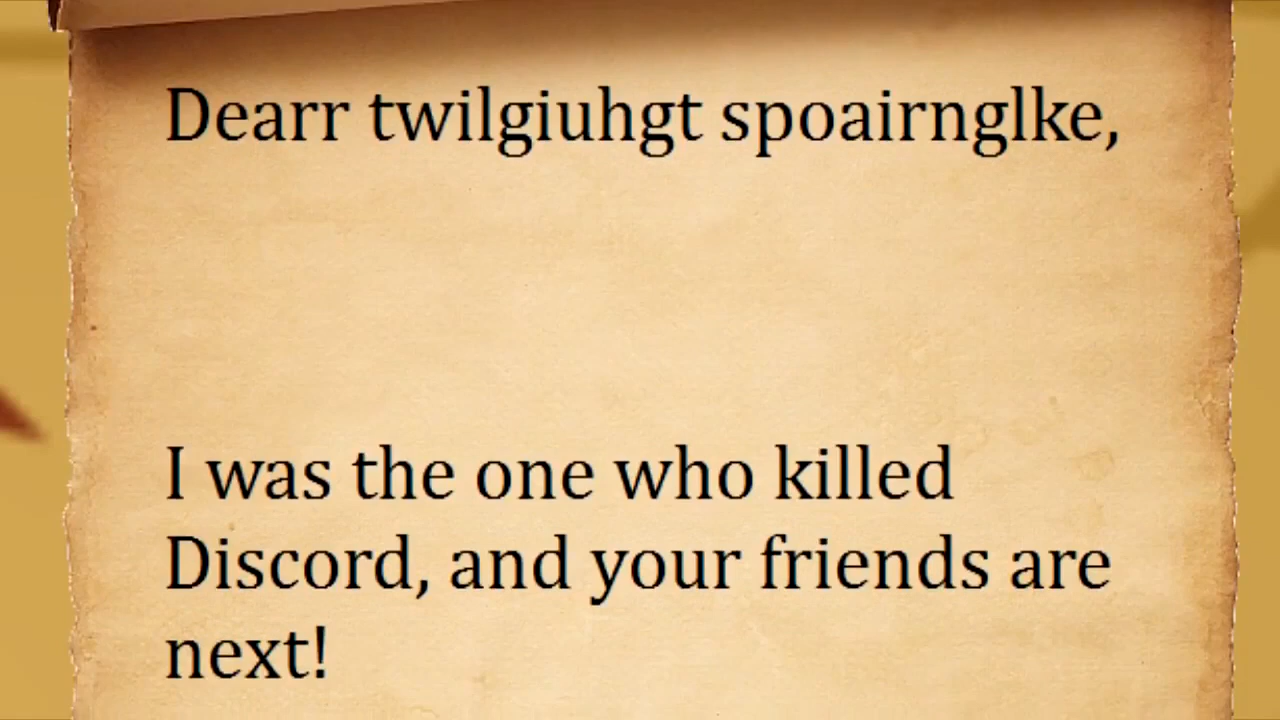 Dearr twilgiuhgt spoairnglke,
I was the one who killed
Discord, and your friends are
next!